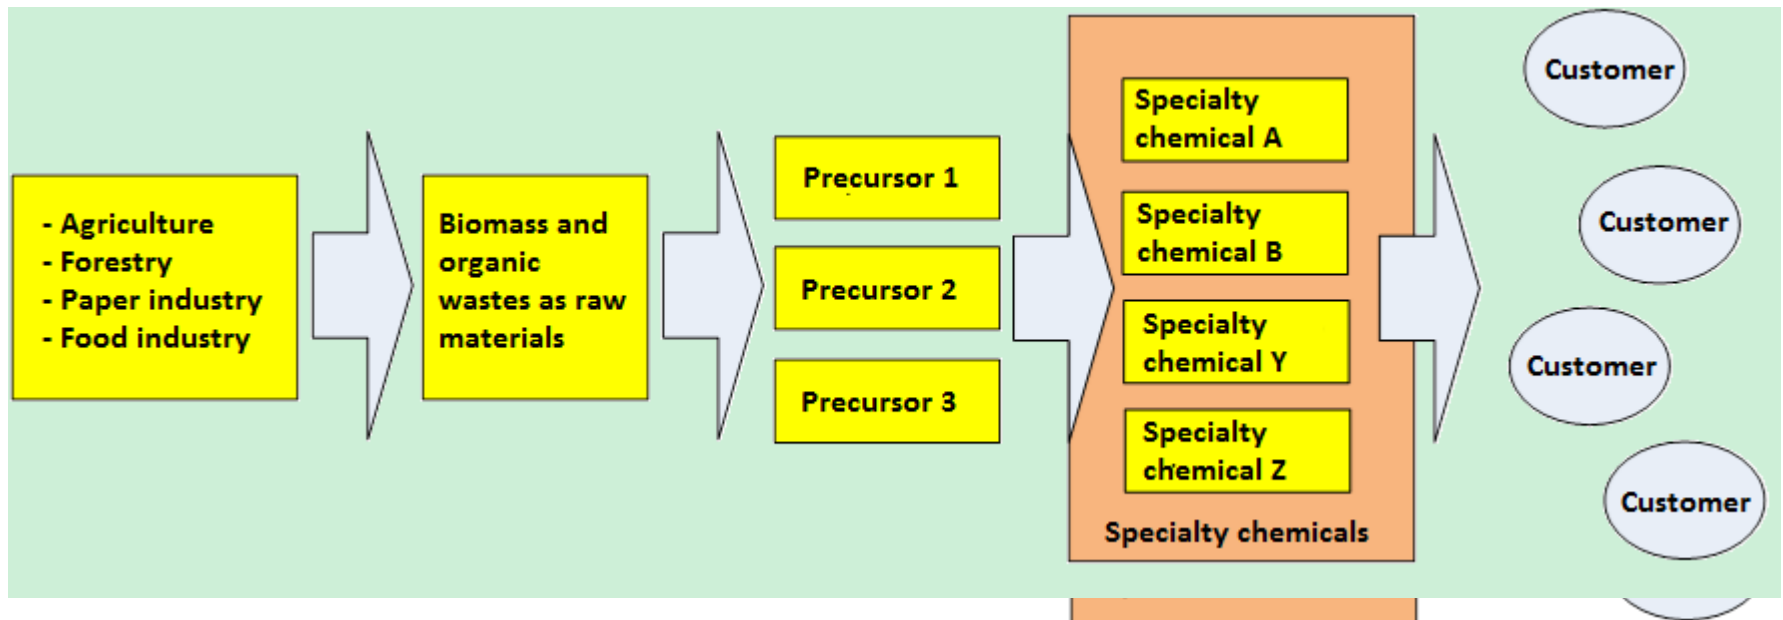 - Agriculture
- Forestry
- Paper industry
- Food industry
Biomass and
organic
wastes as raw
materials
Precursor 1
Precursor 2
Precursor 3
Specialty
chemical A
Specialty
chemical B
Specialty
chemical Y
Specialty
chemical Z
Specialty chemicals
Customer
Customer
Customer
Customer